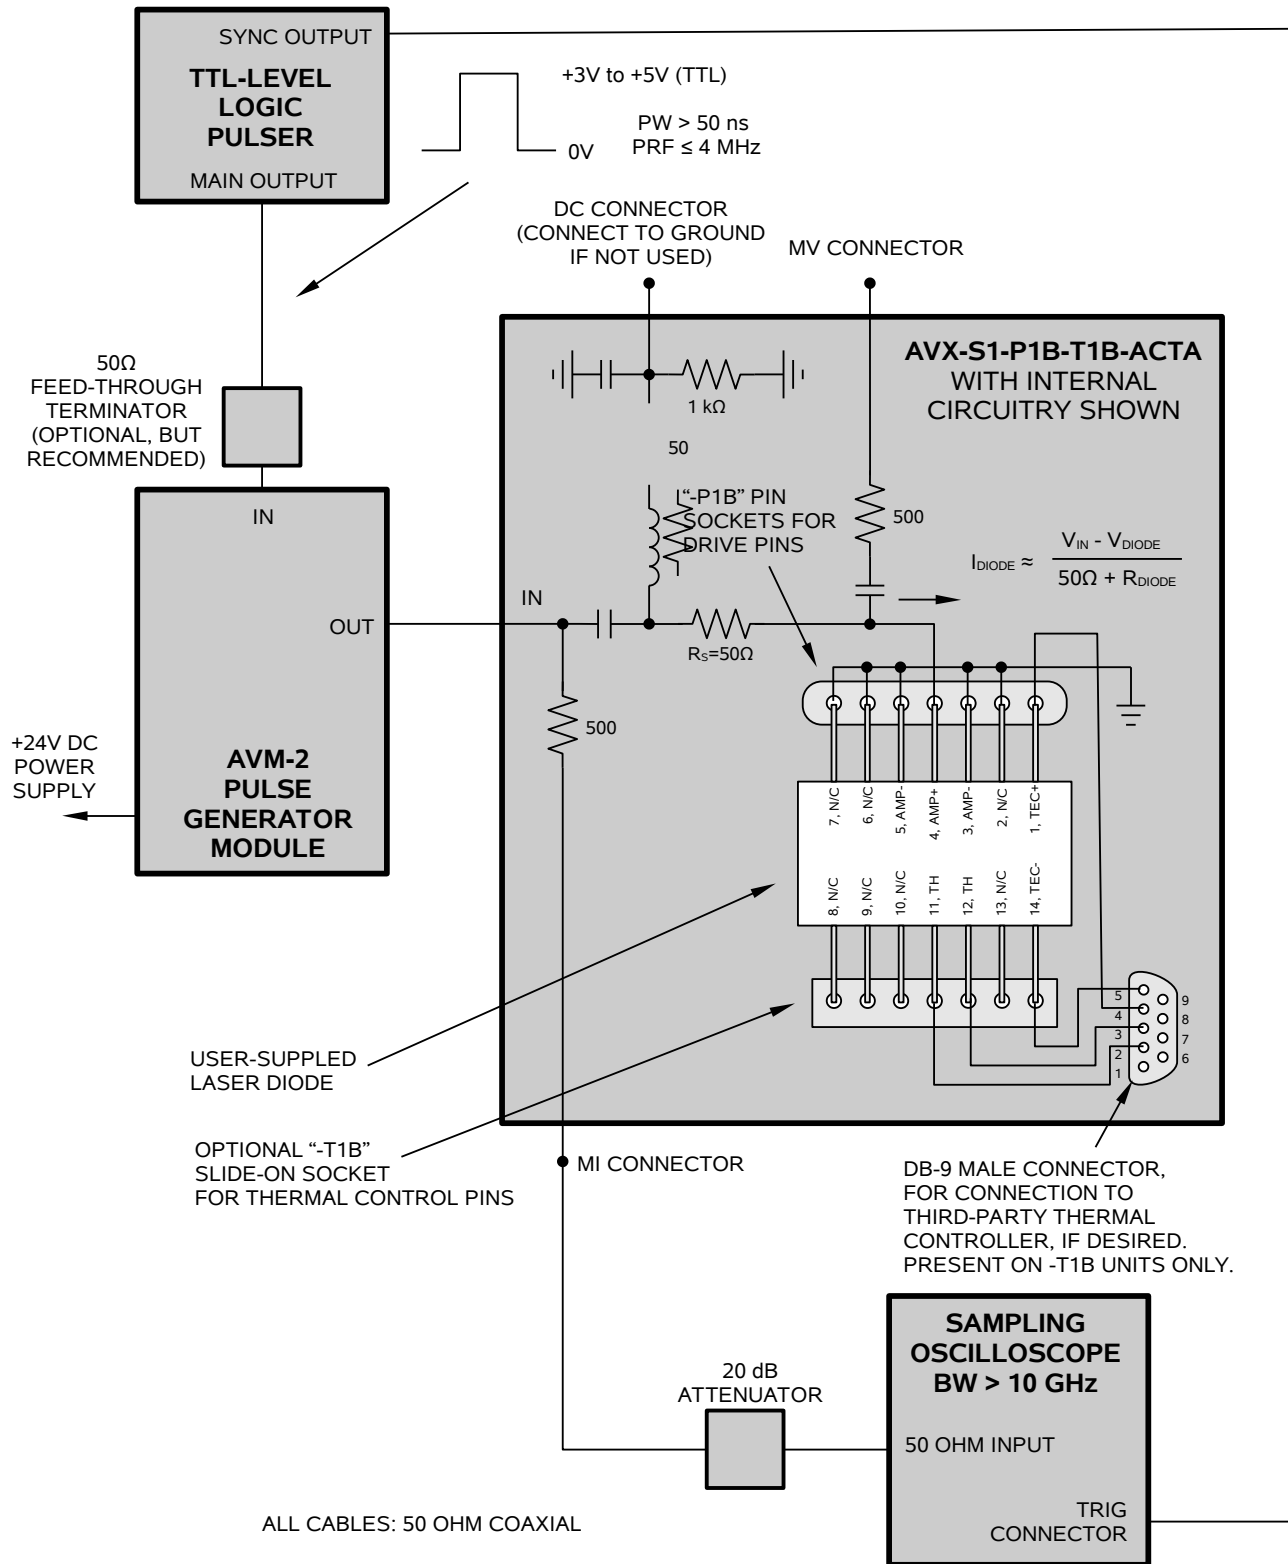 SYNC OUTPUT
TTL-LEVEL
LOGIC
PULSER
MAIN OUTPUT
+3V to +5V (TTL)
0V
PW > 50 ns
PRF ≤ 4 MHz
DC CONNECTOR
(CONNECT TO GROUND
IF NOT USED)
MV CONNECTOR
50Ω
FEED-THROUGH
TERMINATOR
(OPTIONAL, BUT
RECOMMENDED)
AVX-S1-P1B-T1B-ACTA
WITH INTERNAL
CIRCUITRY SHOWN
1 kΩ
50
"-P1B" PIN
SOCKETS FOR
DRIVE PINS
500
IDIODE ≈ VIN - VDIODE
50Ω + RDIODE
IN
OUT
AVM-2
PULSE
GENERATOR
MODULE
+24V DC
POWER
SUPPLY
IN
RS=50Ω
500
7, N/C
6, N/C
5, AMP-
4, AMP+
3, AMP-
2, N/C
1, TEC+
8, N/C
9, N/C
10, N/C
11, TH
12, TH
13, N/C
14, TEC-
5
4
3
2
1
9
8
7
6
USER-SUPPLED
LASER DIODE
OPTIONAL “-T1B”
SLIDE-ON SOCKET
FOR THERMAL CONTROL PINS
MI CONNECTOR
DB-9 MALE CONNECTOR,
FOR CONNECTION TO
THIRD-PARTY THERMAL
CONTROLLER, IF DESIRED.
PRESENT ON -T1B UNITS ONLY.
20 dB
ATTENUATOR
SAMPLING
OSCILLOSCOPE
BW > 10 GHz
50 OHM INPUT
TRIG
CONNECTOR
ALL CABLES: 50 OHM COAXIAL